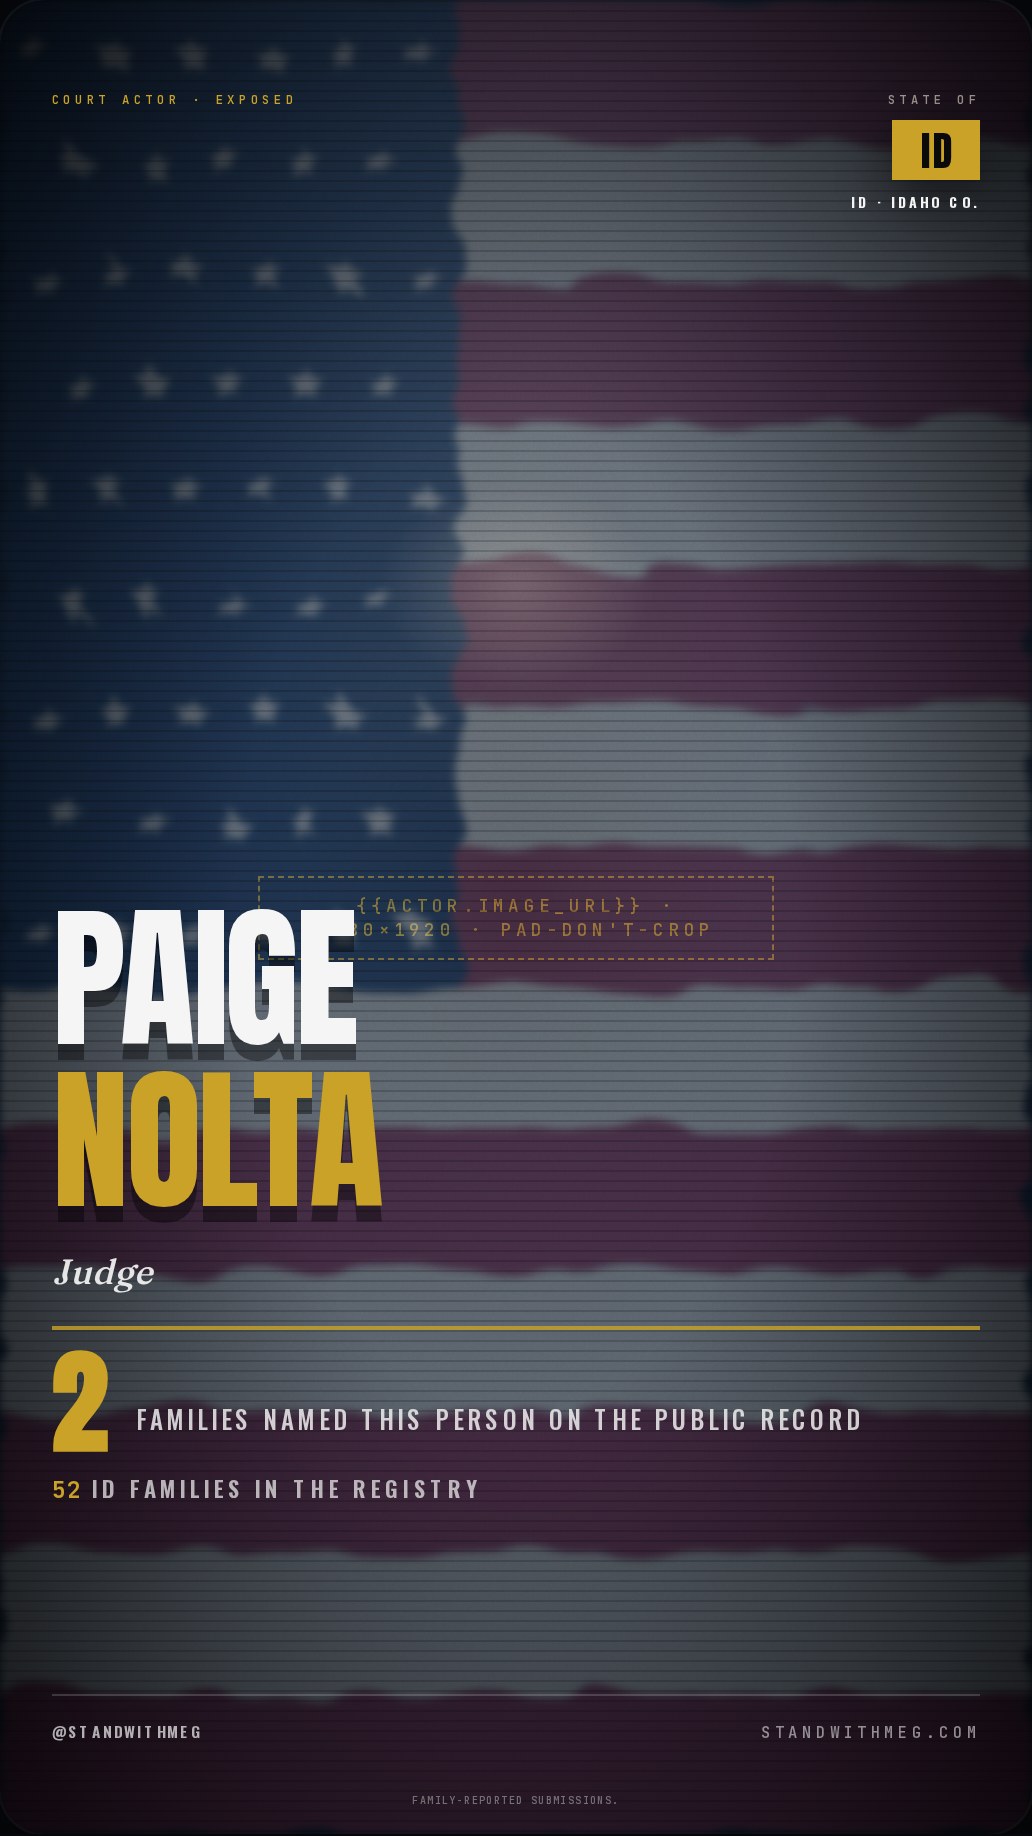 COURT ACTOR · EXPOSED
STATE OF
ID
ID · IDAHO CO.
{{ACTOR.IMAGE_URL}} ·
80×1920 · PAD-DON'T-CROP
PAIGE
NOLTA
Judge
2 FAMILIES NAMED THIS PERSON ON THE PUBLIC RECORD
52 ID FAMILIES IN THE REGISTRY
@STANDWITHMEG
STANDWITHMEG.COM
FAMILY-REPORTED SUBMISSIONS.